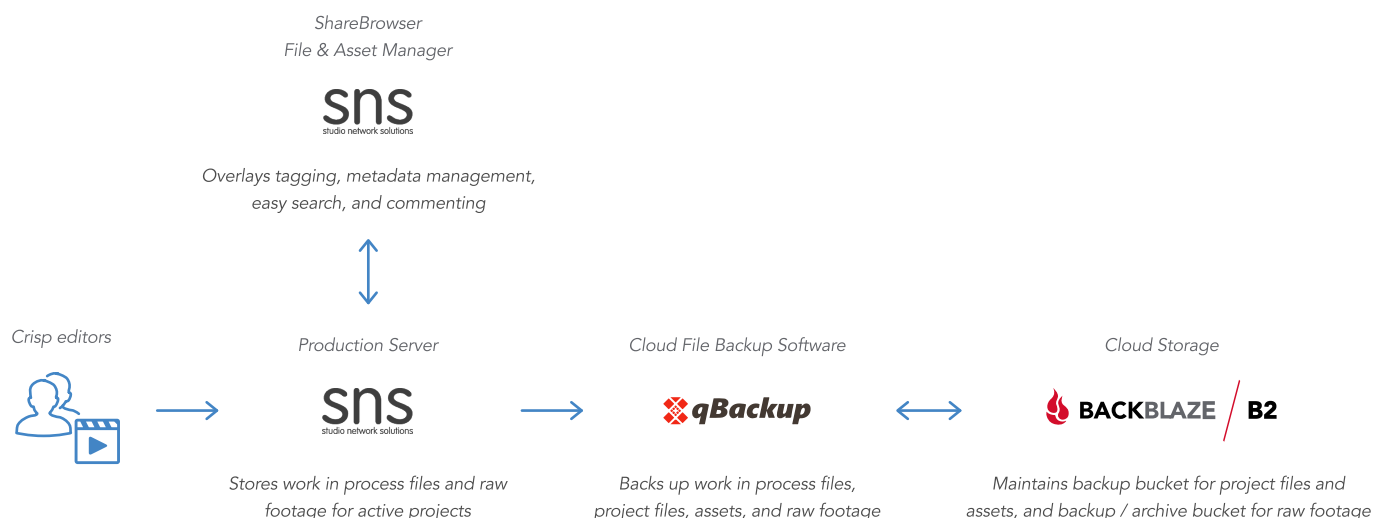 ShareBrowser
File & Asset Manager
sns
studio network solutions
Overlays tagging, metadata management,
easy search, and commenting
Crisp editors
Production Server
sns
studio network solutions
Stores work in process files and raw
footage for active projects
Cloud File Backup Software
qBackup
Backs up work in process files,
project files, assets, and raw footage
Cloud Storage
BACKBLAZE / B2
Maintains backup bucket for project files and
assets, and backup / archive bucket for raw footage